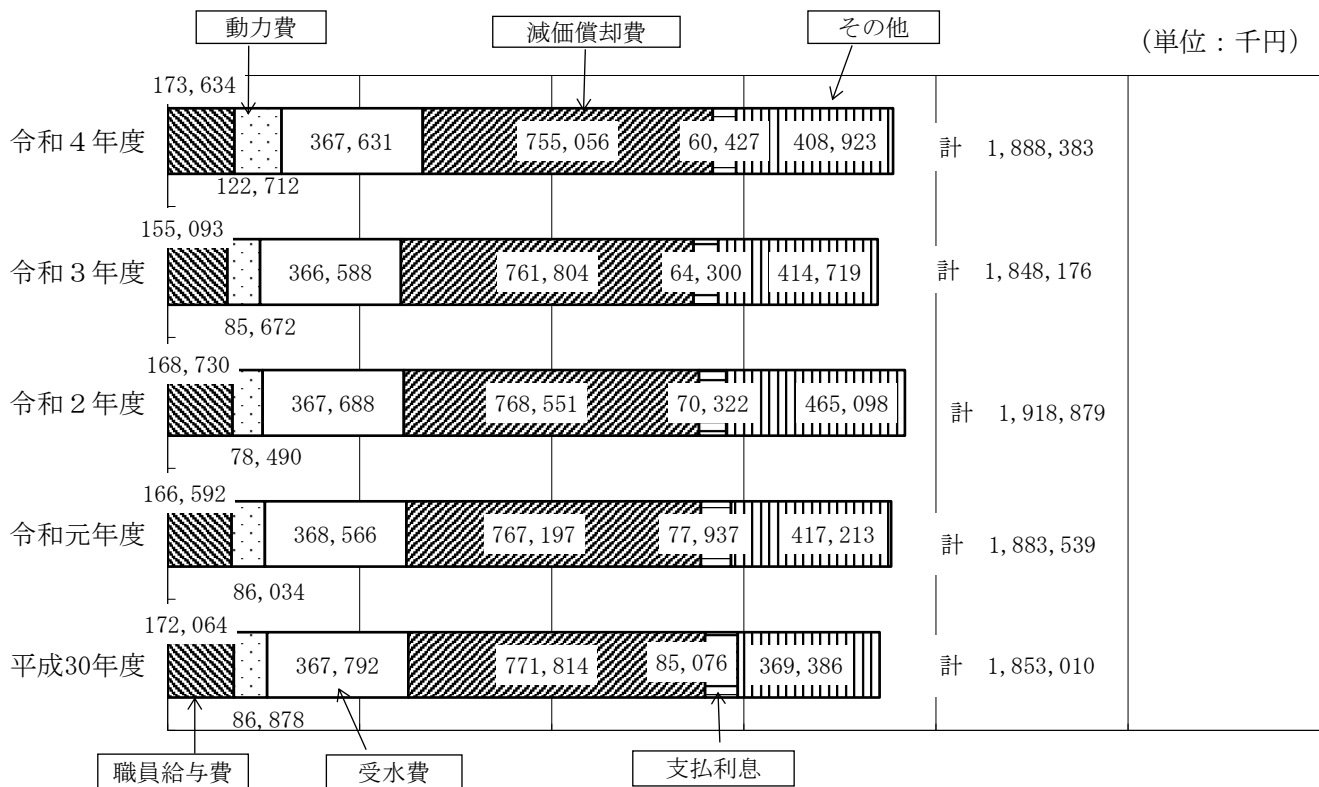 動力費 減価償却費 その他
(単位：千円)
173,634
令和４年度 367,631 755,056 60,427 408,923 計 1,888,383
122,712
155,093
令和３年度 366,588 761,804 64,300 414,719 計 1,848,176
85,672
168,730
令和２年度 367,688 768,551 70,322 465,098 計 1,918,879
78,490
166,592
令和元年度 368,566 767,197 77,937 417,213 計 1,883,539
86,034
172,064
平成30年度 367,792 771,814 85,076 369,386 計 1,853,010
86,878
職員給与費 受水費 支払利息